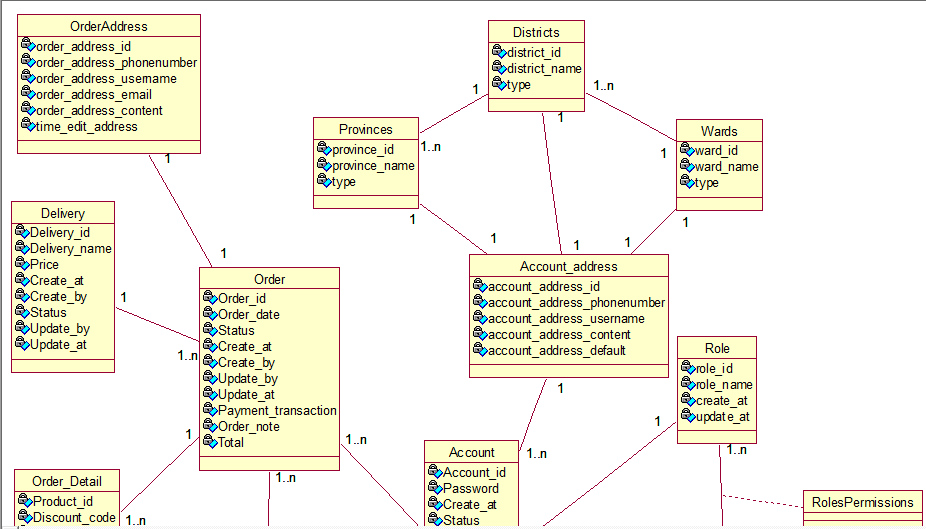 OrderAddress
order_address_id
order_address_phonenumber
order_address_username
order_address_email
order_address_content
time_edit_address
1
Districts
district_id
district_name
type
1
1..n
1
Provinces
province_id
province_name
type
1..n
1
Wards
ward_id
ward_name
type
1
1
Delivery
Delivery_id
Delivery_name
Price
Create_at
Create_by
Status
Update_by
Update_at
1
1..n
1
Order
Order_id
Order_date
Status
Create_at
Create_by
Update_by
Update_at
Payment_transaction
Order_note
Total
1
1..n
1..n
1
1
1
Account_address
account_address_id
account_address_phonenumber
account_address_username
account_address_content
account_address_default
1
1..n
Role
role_id
role_name
create_at
update_at
1
1..n
Order_Detail
Product_id
Discount_code
1..n
Account
Account_id
Password
Create_at
Status
RolesPermissions